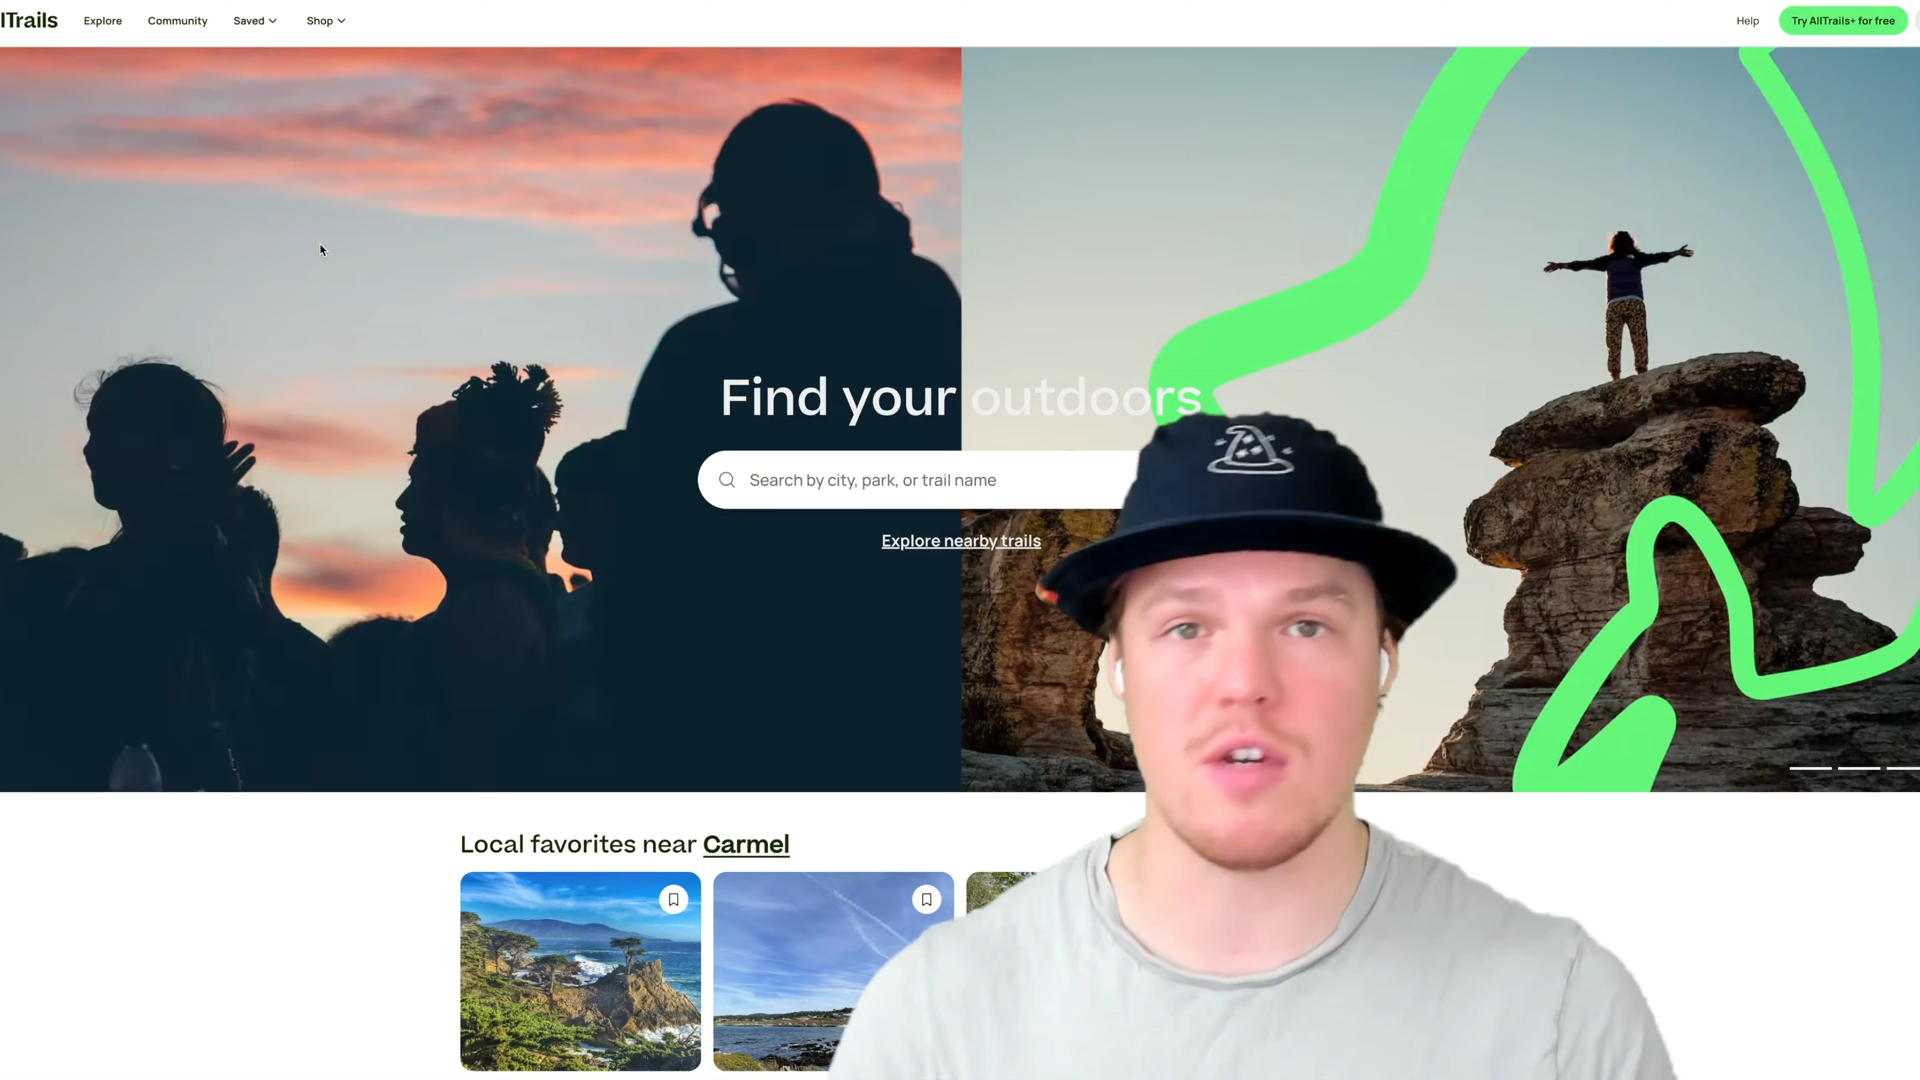 lTrails
Explore
Community
Saved
Shop
Help
Try AllTrails+ for free
Find your outdoors
Search by city, park, or trail name
Explore nearby trails
Local favorites near Carmel